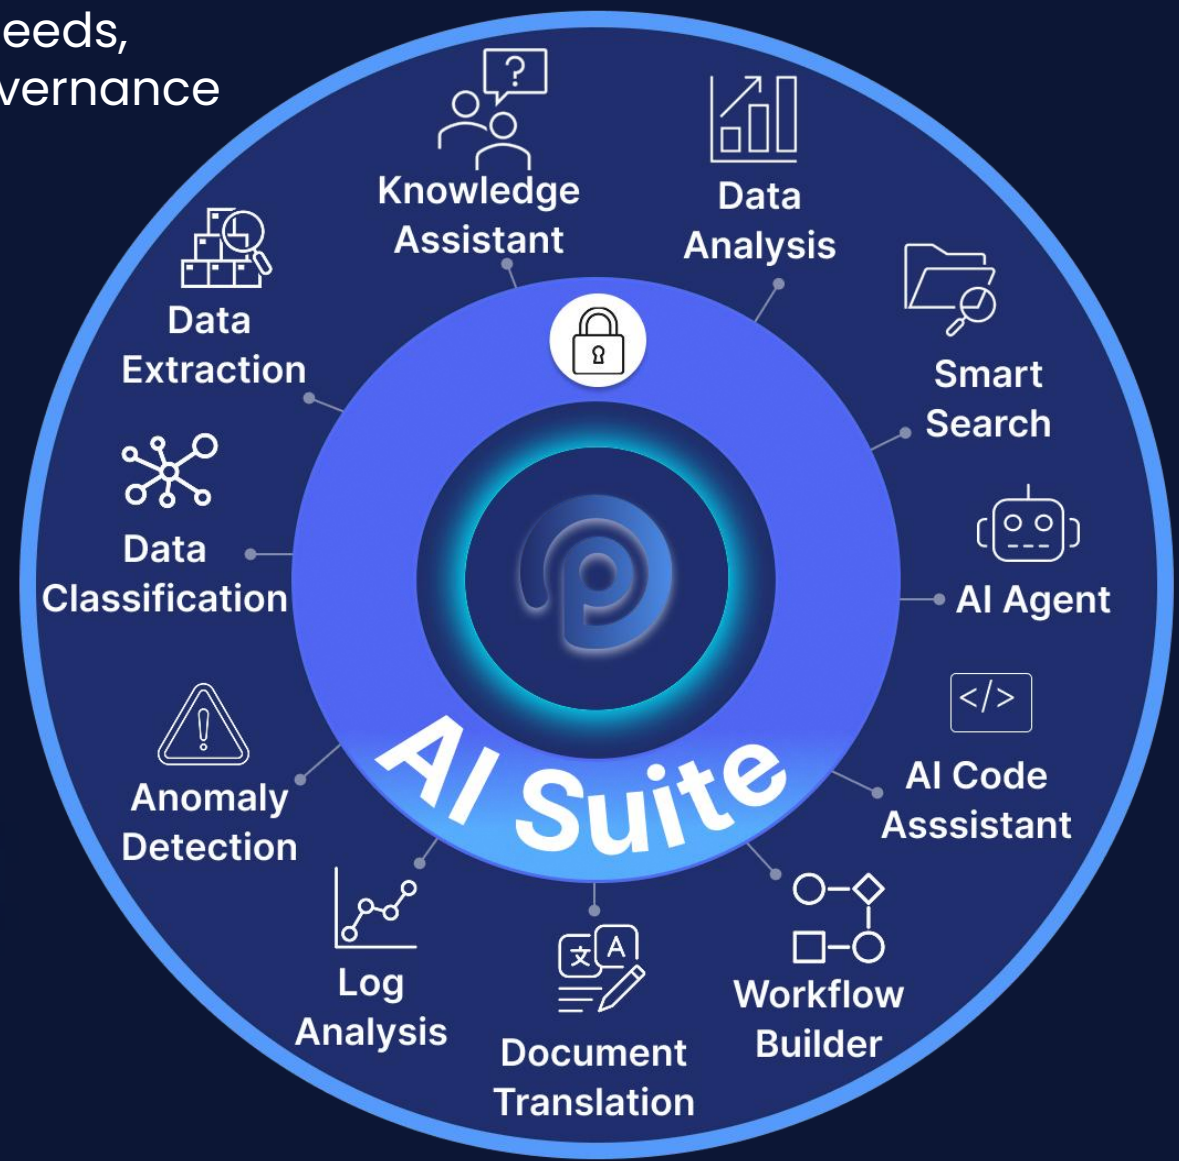 eeds,
vernance
?
Knowledge
Assistant
Data
Analysis
Smart
Search
AI Agent
</>
AI Code
Asssistant
Workflow
Builder
文 A
Document
Translation
Log
Analysis
!
Anomaly
Detection
Data
Classification
Data
Extraction
AI Suite